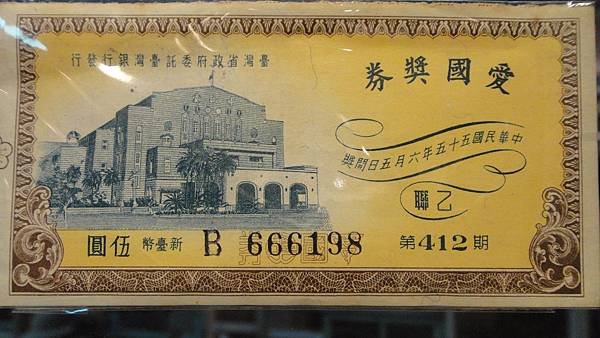 臺灣省政府委託臺灣銀行發行
愛國獎券
中華民國五十五年六月五日開獎
乙聯
第412期
新臺幣 伍圓
B 666198